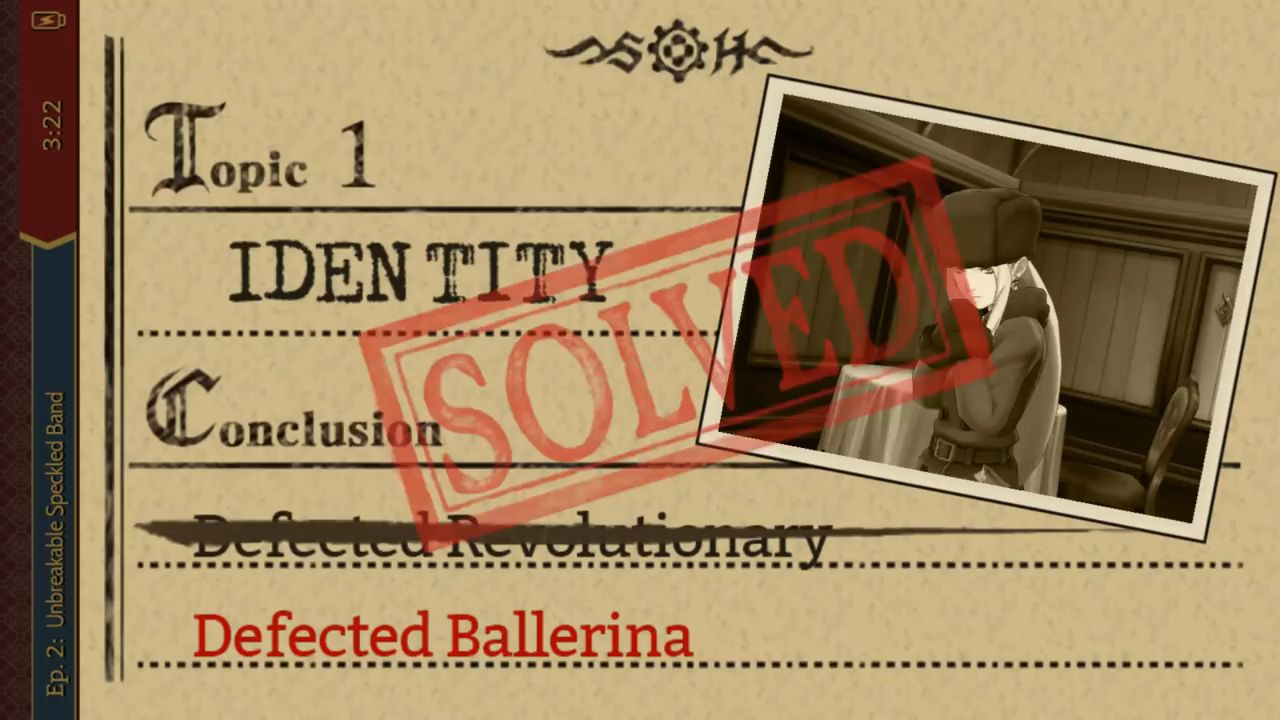 3:22
Ep. 2: Unbreakable Speckled Band
S H
Topic 1
IDENTITY
SOLVED
Conclusion
Defected Revolutionary
Defected Ballerina